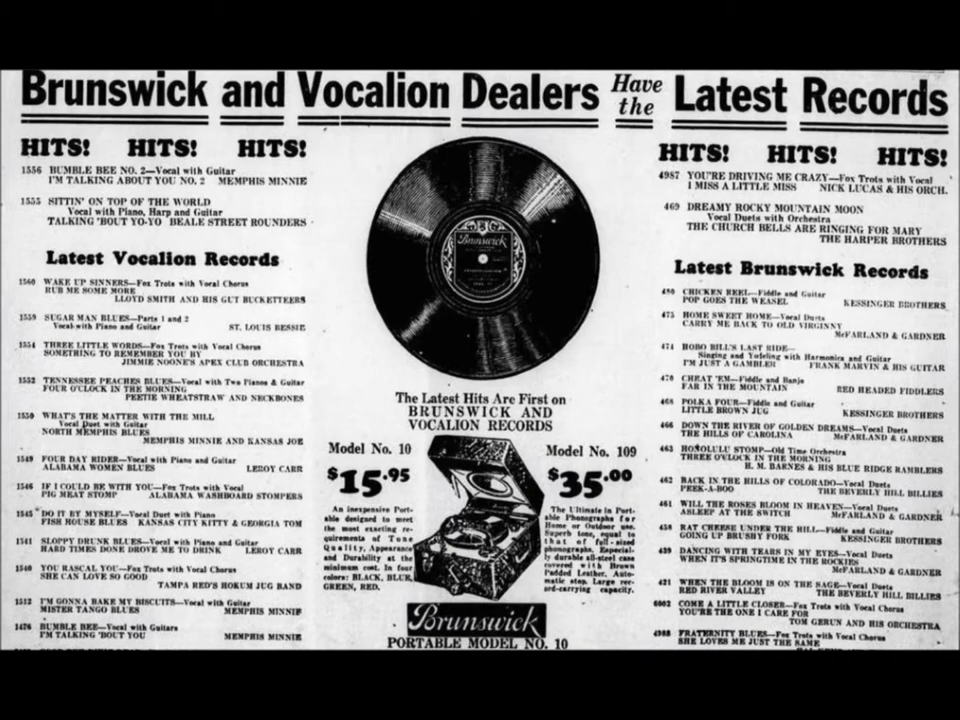 Brunswick and Vocalion Dealers Have the Latest Records
HITS! HITS! HITS!
1556 BUMBLE BEE NO. 2—Vocal with Guitar
I'M TALKING ABOUT YOU NO. 2 MEMPHIS MINNIE
1555 SITTIN' ON TOP OF THE WORLD
Vocal with Piano, Harp and Guitar
TALKING 'BOUT YO-YO BEALE STREET ROUNDERS
Latest Vocalion Records
1560 WAKE UP SINNERS—Fox Trots with Vocal Chorus
RUB ME SOME MORE
LLOYD SMITH AND HIS GUT BUCKETEERS
1559 SUGAR MAN BLUES—Parts 1 and 2
Vocal with Piano and Guitar ST. LOUIS BESSIE
1554 THREE LITTLE WORDS—Fox Trots with Vocal Chorus
SOMETHING TO REMEMBER YOU BY
JIMMIE NOONE'S APEX CLUB ORCHESTRA
1552 TENNESSEE PEACHES BLUES—Vocal with Two Pianos & Guitar
FOUR O'CLOCK IN THE MORNING
PEETIE WHEATSTRAW AND NECKBONES
1550 WHAT'S THE MATTER WITH THE MILL
Vocal Duet with Guitar
NORTH MEMPHIS BLUES
MEMPHIS MINNIE AND KANSAS JOE
1549 FOUR DAY RIDER—Vocal with Piano and Guitar
ALABAMA WOMEN BLUES LEROY CARR
1546 IF I COULD BE WITH YOU—Fox Trots with Vocal
PIG MEAT STOMP ALABAMA WASHBOARD STOMPERS
1545 DO IT BY MYSELF—Vocal Duet with Piano
FISH HOUSE BLUES KANSAS CITY KITTY & GEORGIA TOM
1541 SLOPPY DRUNK BLUES—Vocal with Piano and Guitar
HARD TIMES DONE DROVE ME TO DRINK LEROY CARR
1540 YOU RASCAL YOU—Fox Trots with Vocal Chorus
SHE CAN LOVE SO GOOD
TAMPA RED'S HOKUM JUG BAND
1512 I'M GONNA BAKE MY BISCUITS—Vocal with Guitar
MISTER TANGO BLUES MEMPHIS MINNIE
1476 BUMBLE BEE—Vocal with Guitars
I'M TALKING 'BOUT YOU MEMPHIS MINNIE
Brunswick
The Latest Hits Are First on
BRUNSWICK AND
VOCALION RECORDS
Model No. 10
$15.95
An inexpensive Port-
able designed to meet
the most exacting re-
quirements of Tone
Quality, Appearance
and Durability at the
minimum cost. In four
colors: BLACK, BLUE,
GREEN, RED.
Model No. 109
$35.00
The Ultimate in Port-
able Phonographs for
Home or Outdoor use.
Superb tone, equal to
that of full-sized
phonographs. Especial-
ly durable all-steel case
covered with Brown
Padded Leather. Auto-
matic stop. Large rec-
ord-carrying capacity.
Brunswick
PORTABLE MODEL NO. 10
HITS! HITS! HITS!
4987 YOU'RE DRIVING ME CRAZY—Fox Trots with Vocal
I MISS A LITTLE MISS NICK LUCAS & HIS ORCH.
469 DREAMY ROCKY MOUNTAIN MOON
Vocal Duets with Orchestra
THE CHURCH BELLS ARE RINGING FOR MARY
THE HARPER BROTHERS
Latest Brunswick Records
480 CHICKEN REEL—Fiddle and Guitar
POP GOES THE WEASEL KESSINGER BROTHERS
475 HOME SWEET HOME—Vocal Duets
CARRY ME BACK TO OLD VIRGINNY
McFARLAND & GARDNER
474 HOBO BILL'S LAST RIDE—
Singing and Yodeling with Harmonica and Guitar
I'M JUST A GAMBLER FRANK MARVIN & HIS GUITAR
470 CHEAT 'EM—Fiddle and Banjo
FAR IN THE MOUNTAIN RED HEADED FIDDLERS
468 POLKA FOUR—Fiddle and Guitar
LITTLE BROWN JUG KESSINGER BROTHERS
466 DOWN THE RIVER OF GOLDEN DREAMS—Vocal Duets
THE HILLS OF CAROLINA McFARLAND & GARDNER
463 HONOLULU STOMP—Old Time Orchestra
THREE O'CLOCK IN THE MORNING
H. M. BARNES & HIS BLUE RIDGE RAMBLERS
462 BACK IN THE HILLS OF COLORADO—Vocal Duets
PEEK-A-BOO THE BEVERLY HILL BILLIES
461 WILL THE ROSES BLOOM IN HEAVEN—Vocal Duets
ASLEEP AT THE SWITCH McFARLAND & GARDNER
458 RAT CHEESE UNDER THE HILL—Fiddle and Guitar
GOING UP BRUSHY FORK KESSINGER BROTHERS
439 DANCING WITH TEARS IN MY EYES—Vocal Duets
WHEN IT'S SPRINGTIME IN THE ROCKIES
McFARLAND & GARDNER
421 WHEN THE BLOOM IS ON THE SAGE—Vocal Duets
RED RIVER VALLEY THE BEVERLY HILL BILLIES
6002 COME A LITTLE CLOSER—Fox Trots with Vocal Chorus
YOU'RE THE ONE I CARE FOR
TOM GERUN AND HIS ORCHESTRA
4988 FRATERNITY BLUES—Fox Trots with Vocal Chorus
SHE LOVES ME JUST THE SAME